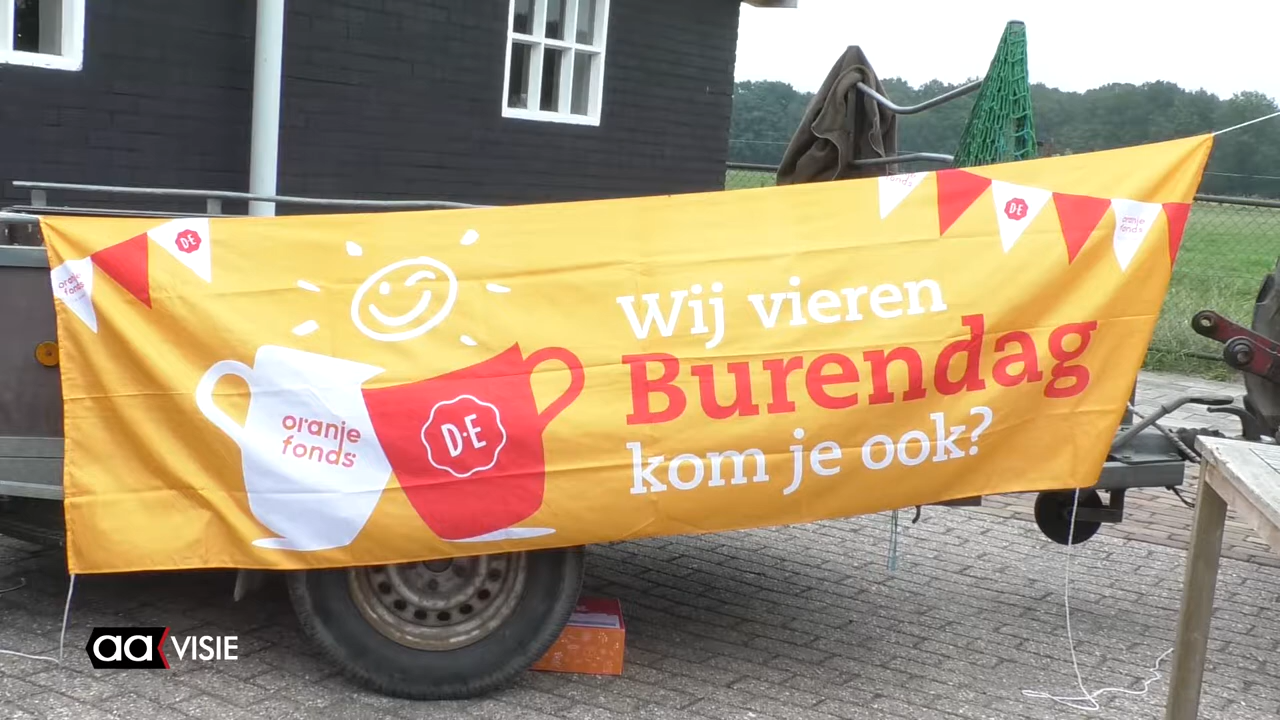 oranje
fonds
D·E
oranje
fonds
D·E
oranje
fonds
Wij vieren
Burendag
kom je ook?
oranje
fonds
D·E
aa VISIE